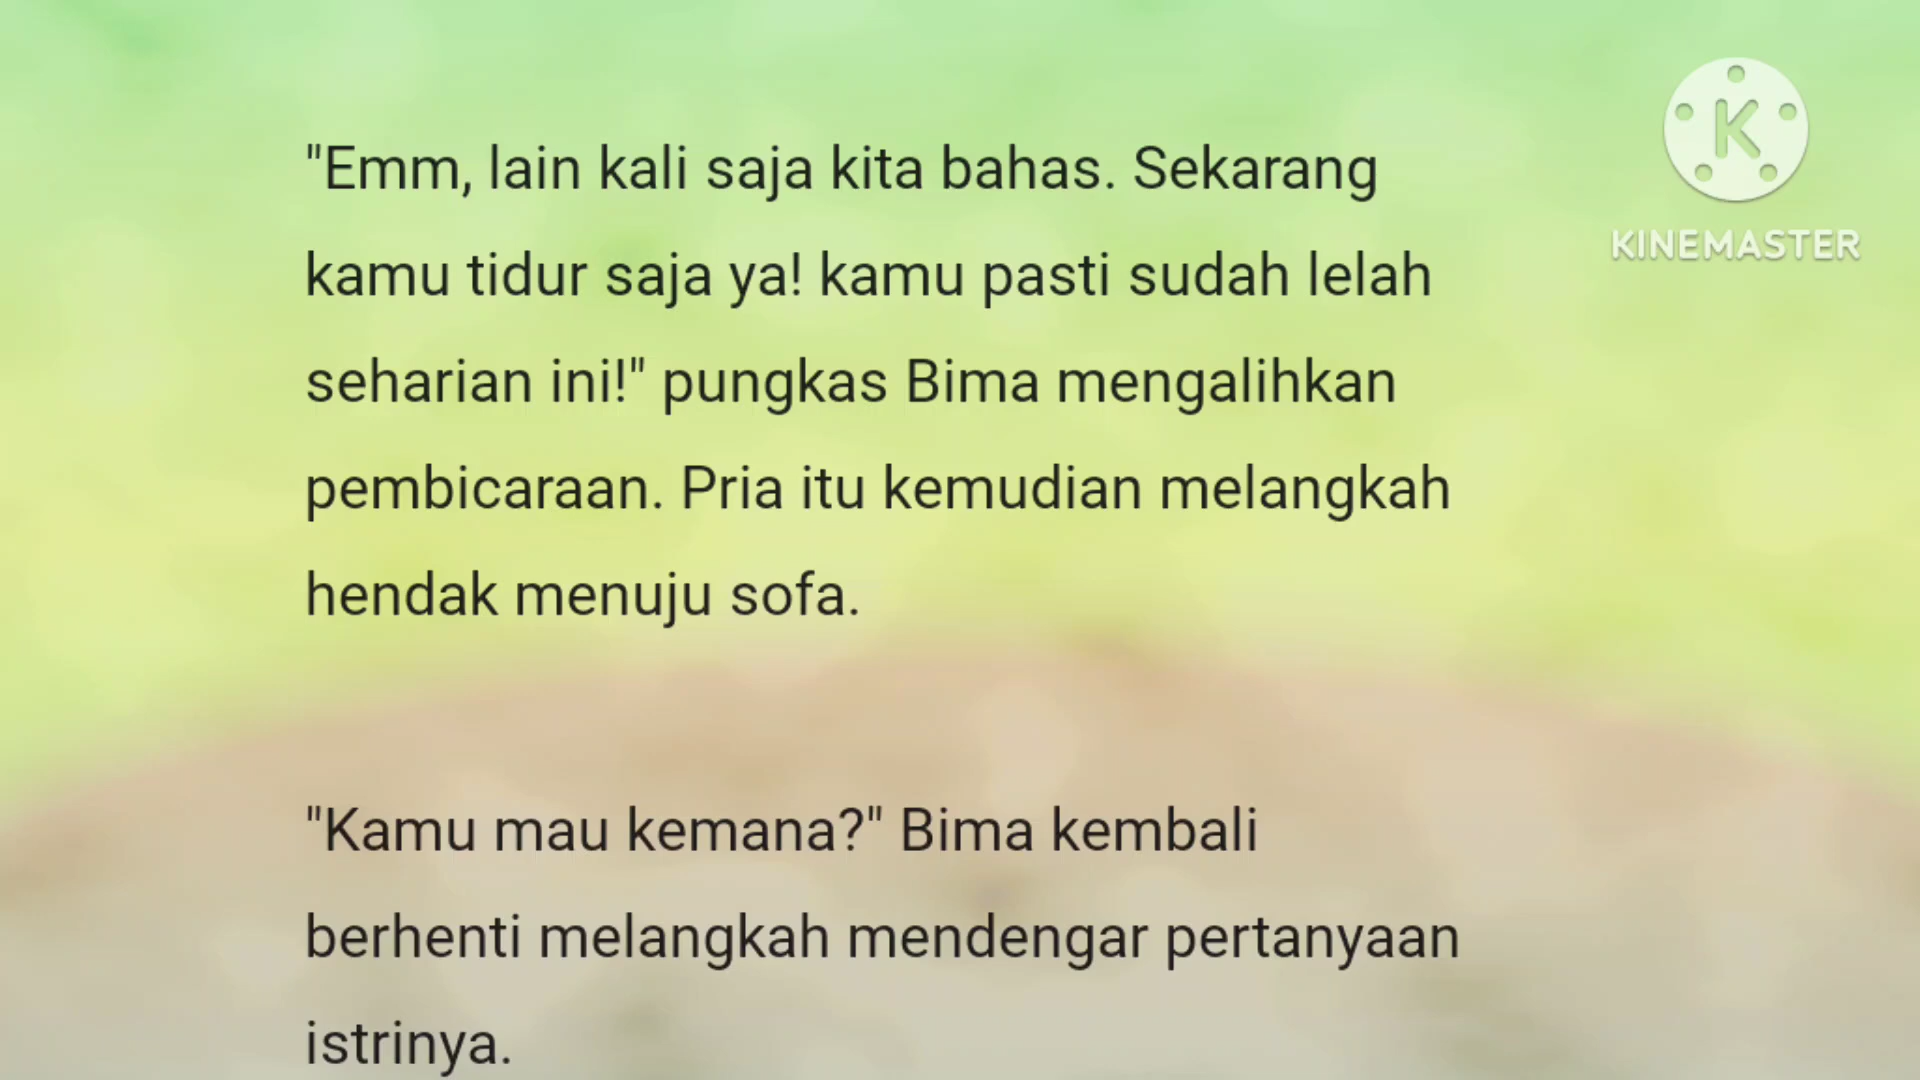 "Emm, lain kali saja kita bahas. Sekarang
kamu tidur saja ya! kamu pasti sudah lelah
seharian ini!" pungkas Bima mengalihkan
pembicaraan. Pria itu kemudian melangkah
hendak menuju sofa.
"Kamu mau kemana?" Bima kembali
berhenti melangkah mendengar pertanyaan
istrinya.
K
KINEMASTER